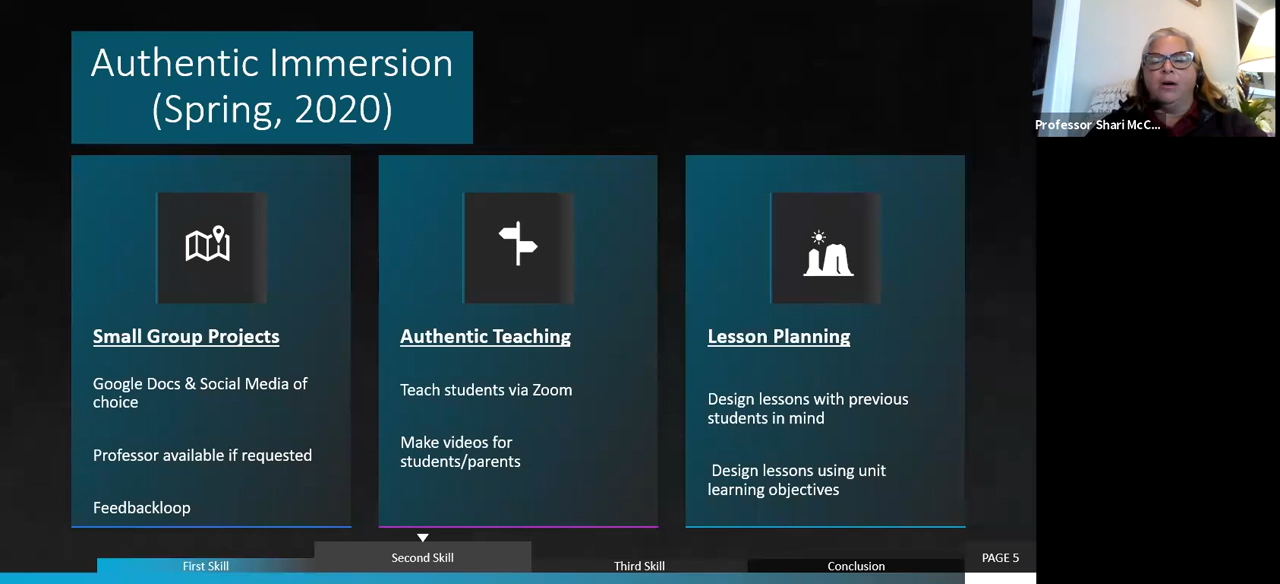 Authentic Immersion
(Spring, 2020)
Professor Shari McC...
Small Group Projects
Google Docs & Social Media of
choice
Professor available if requested
Feedbackloop
Authentic Teaching
Teach students via Zoom
Make videos for
students/parents
Lesson Planning
Design lessons with previous
students in mind
Design lessons using unit
learning objectives
First Skill
Second Skill
Third Skill
Conclusion
PAGE 5